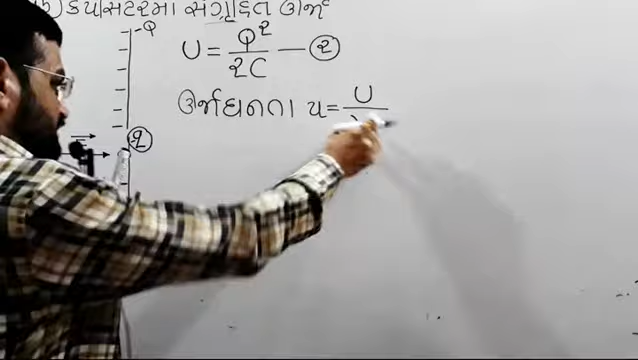 કેપેસિટરમાં સંગ્રહિત ઊર્જા
-Q
U = Q² / 2C — ②
ઊર્જાઘનતા u = U /